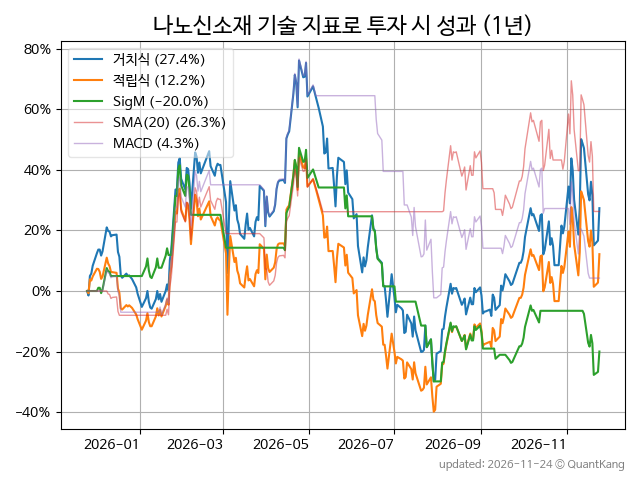 나노신소재 기술 지표로 투자 시 성과 (1년)
80%
60%
40%
20%
0%
−20%
−40%
거치식 (27.4%)
적립식 (12.2%)
SigM (−20.0%)
SMA(20) (26.3%)
MACD (4.3%)
2026-01
2026-03
2026-05
2026-07
2026-09
2026-11
updated: 2026-11-24 © QuantKang